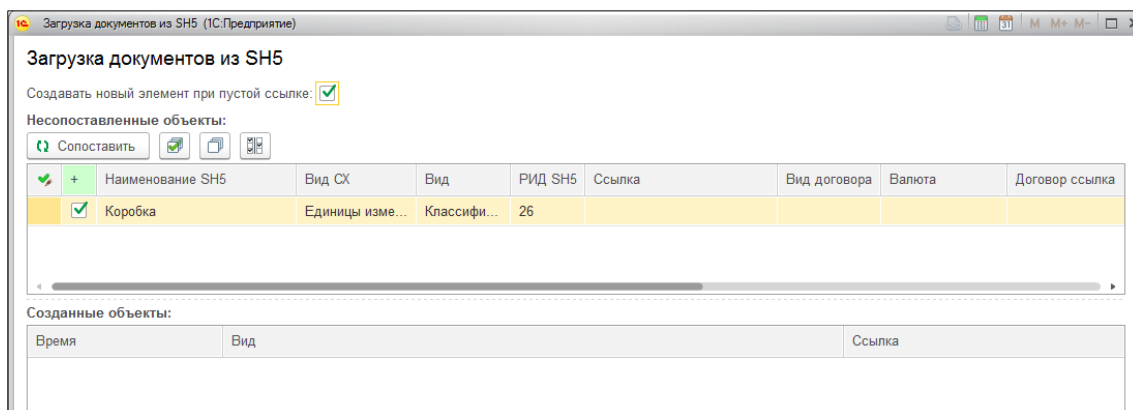 1С Загрузка документов из SH5 (1С:Предприятие) 31 M M+ M-
Загрузка документов из SH5
Создавать новый элемент при пустой ссылке:
Несопоставленные объекты:
Сопоставить
+ Наименование SH5 Вид СХ Вид РИД SH5 Ссылка Вид договора Валюта Договор ссылка
Коробка Единицы изме... Классифи... 26
Созданные объекты:
Время Вид Ссылка